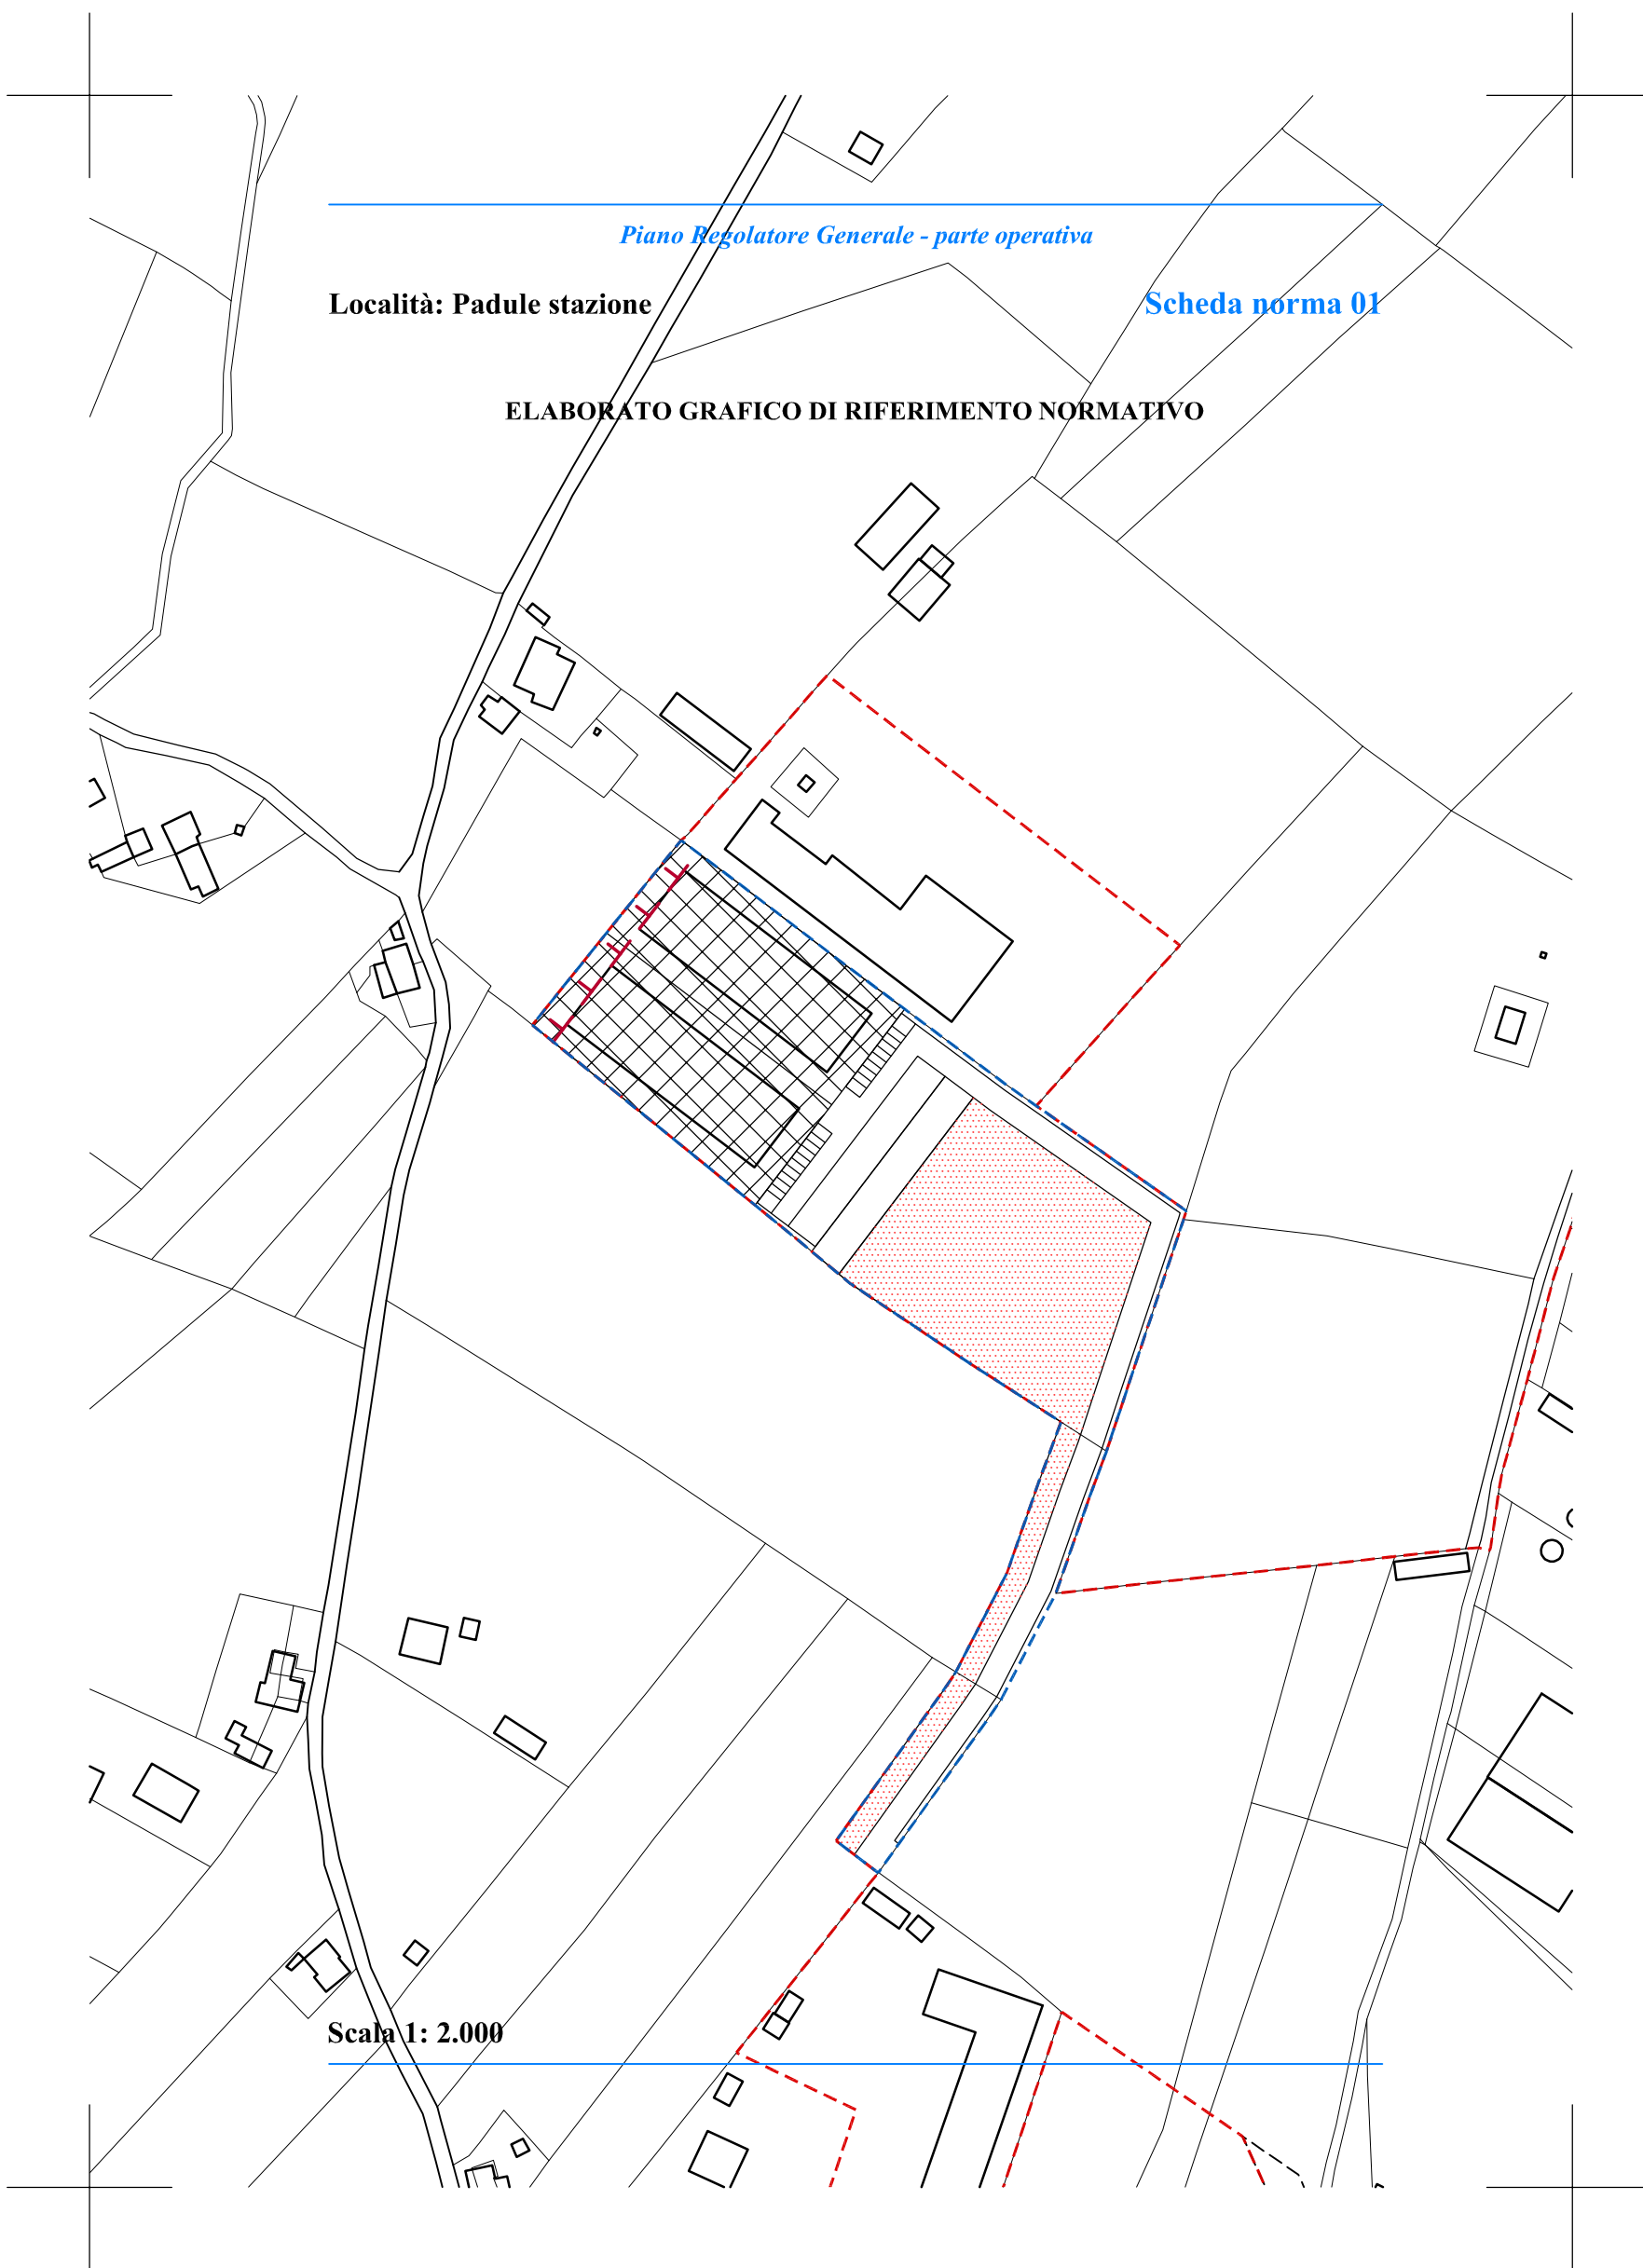 Piano Regolatore Generale - parte operativa
Località: Padule stazione
Scheda norma 01
ELABORATO GRAFICO DI RIFERIMENTO NORMATIVO
Scala 1: 2.000